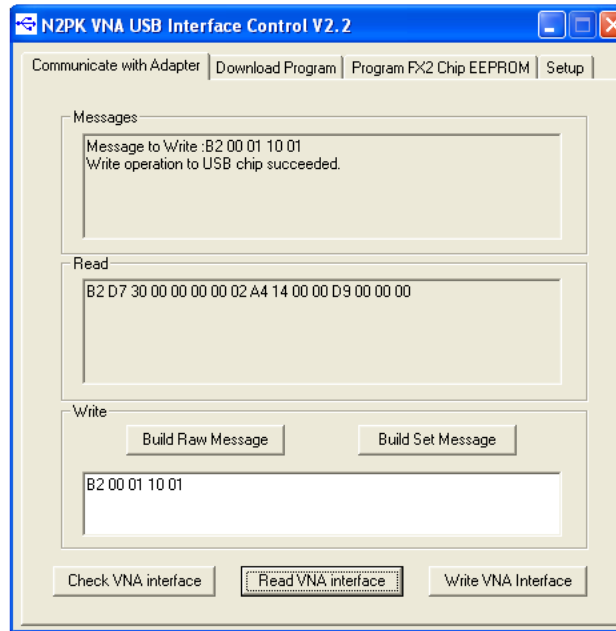 N2PK VNA USB Interface Control V2.2
Communicate with Adapter Download Program Program FX2 Chip EEPROM Setup
Messages
Message to Write :B2 00 01 10 01
Write operation to USB chip succeeded.
Read
B2 D7 30 00 00 00 00 02 A4 14 00 00 D9 00 00 00
Write
Build Raw Message Build Set Message
B2 00 01 10 01
Check VNA interface Read VNA interface Write VNA Interface